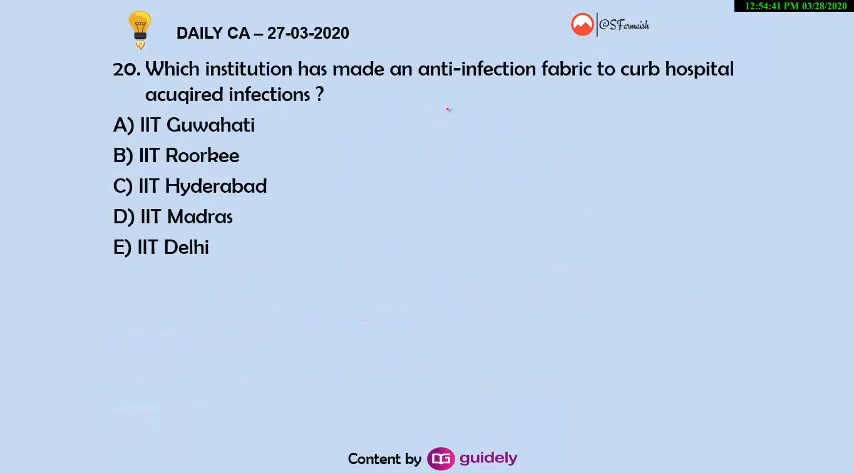 12:54:41 PM 03/28/2020
@SFarmaish
DAILY CA – 27-03-2020
20. Which institution has made an anti-infection fabric to curb hospital
acuqired infections ?
A) IIT Guwahati
B) IIT Roorkee
C) IIT Hyderabad
D) IIT Madras
E) IIT Delhi
Content by DG guidely